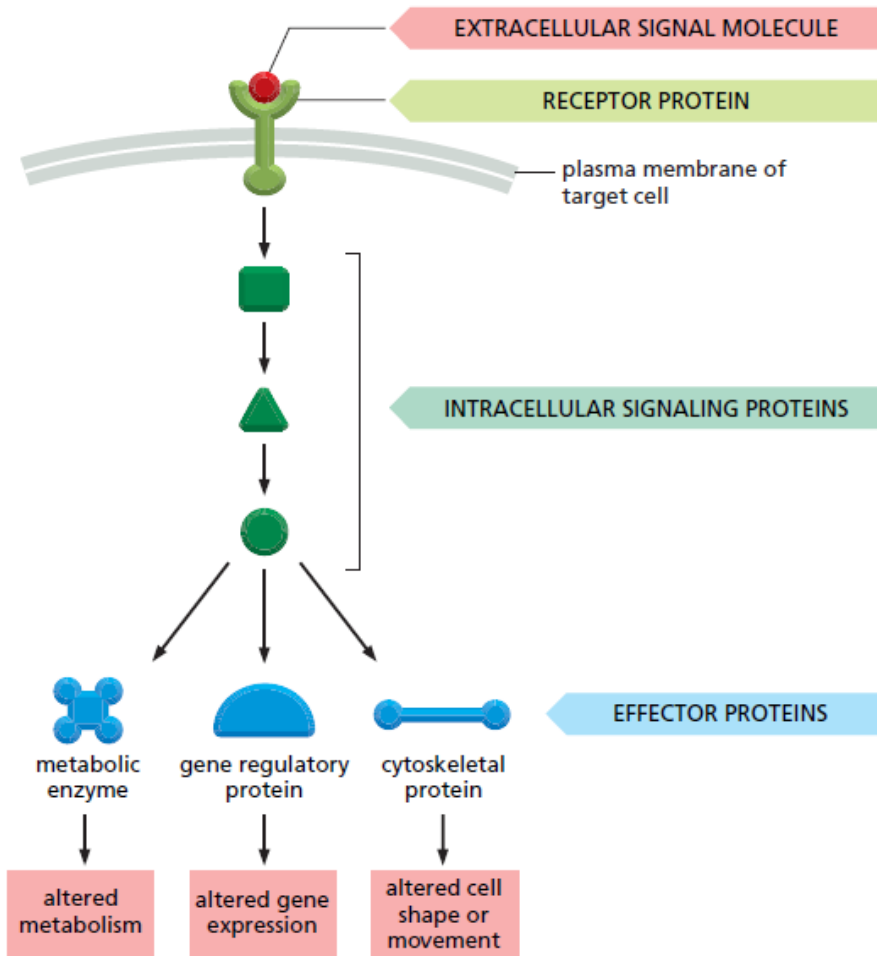 EXTRACELLULAR SIGNAL MOLECULE
RECEPTOR PROTEIN
plasma membrane of
target cell
INTRACELLULAR SIGNALING PROTEINS
EFFECTOR PROTEINS
metabolic
enzyme
gene regulatory
protein
cytoskeletal
protein
altered
metabolism
altered gene
expression
altered cell
shape or
movement